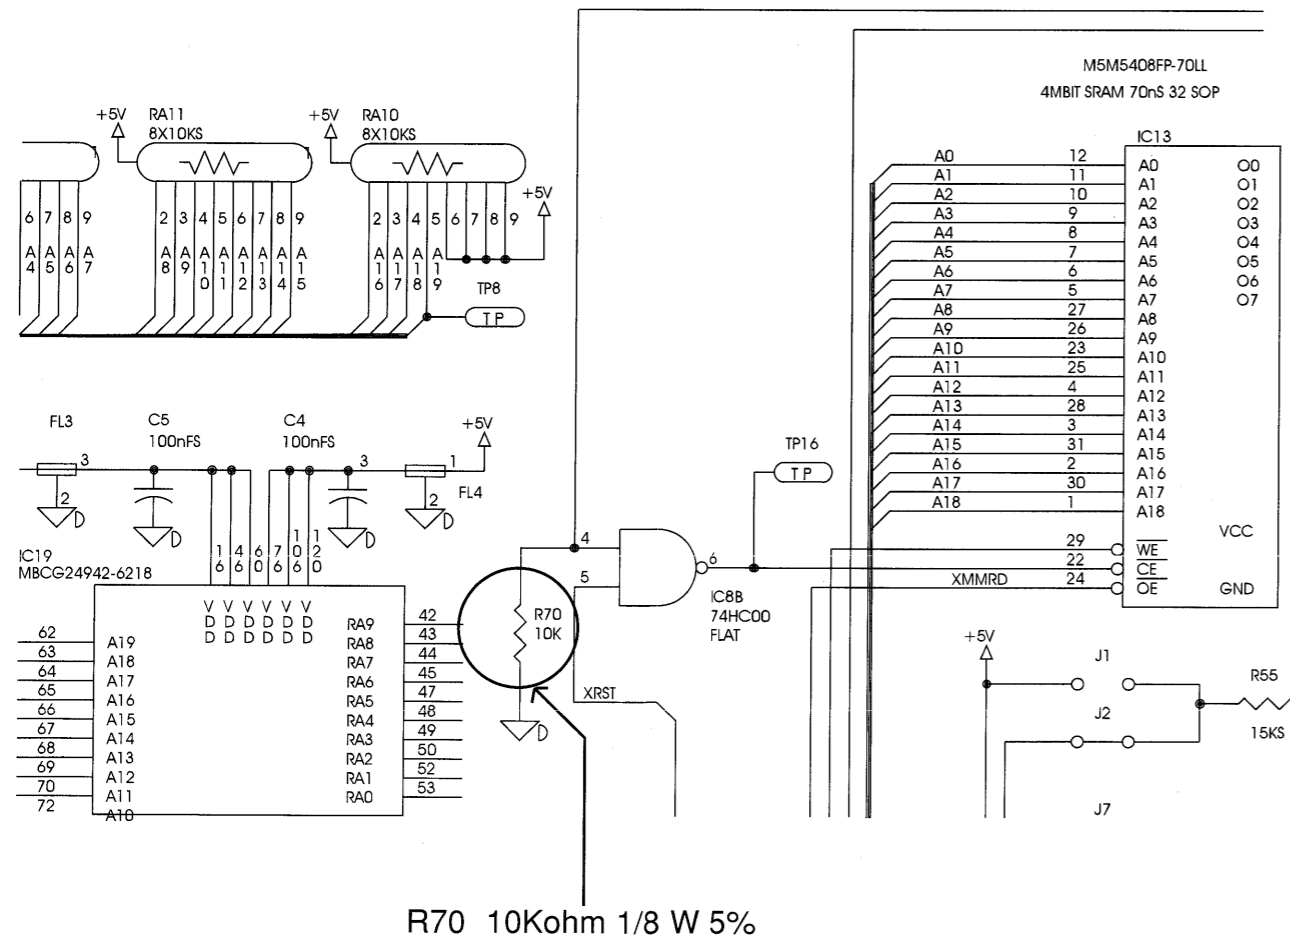 M5M5408FP-70LL
4MBIT SRAM 70nS 32 SOP
+5V RA11 +5V RA10
8X10KS 8X10KS
1 1
+5V
2 3 4 5 6 7 8 9
2 3 4 5 6 7 8 9
6 7 8 9
A4 A5 A6 A7
A8 A9 A10 A11 A12 A13 A14 A15
A16 A17 A18 A19
TP8
TP
IC13
A0 12 A0 O0
A1 11 A1 O1
A2 10 A2 O2
A3 9 A3 O3
A4 8 A4 O4
A5 7 A5 O5
A6 6 A6 O6
A7 5 A7 O7
A8 27 A8
A9 26 A9
A10 23 A10
A11 25 A11
A12 4 A12
A13 28 A13
A14 3 A14
A15 31 A15
A16 2 A16
A17 30 A17
A18 1 A18
VCC
29 WE
22 CE
XMMRD 24 OE GND
FL3 C5 C4 +5V
100nFS 100nFS
3 3 1
2 2 FL4
D D D D
TP16
TP
IC19
MBCG24942-6218
16 46 60 76 106 120
VDD VDD VDD VDD VDD VDD
62 A19
63 A18
64 A17
65 A16
66 A15
67 A14
68 A13
69 A12
70 A11
72 A10
RA9 42
RA8 43
RA7 44
RA6 45
RA5 47
RA4 48
RA3 49
RA2 50
RA1 52
RA0 53
4
5
6
IC8B
74HC00
FLAT
R70
10K
XRST
D
+5V
J1
J2
J7
R55
15KS
R70 10Kohm 1/8 W 5%